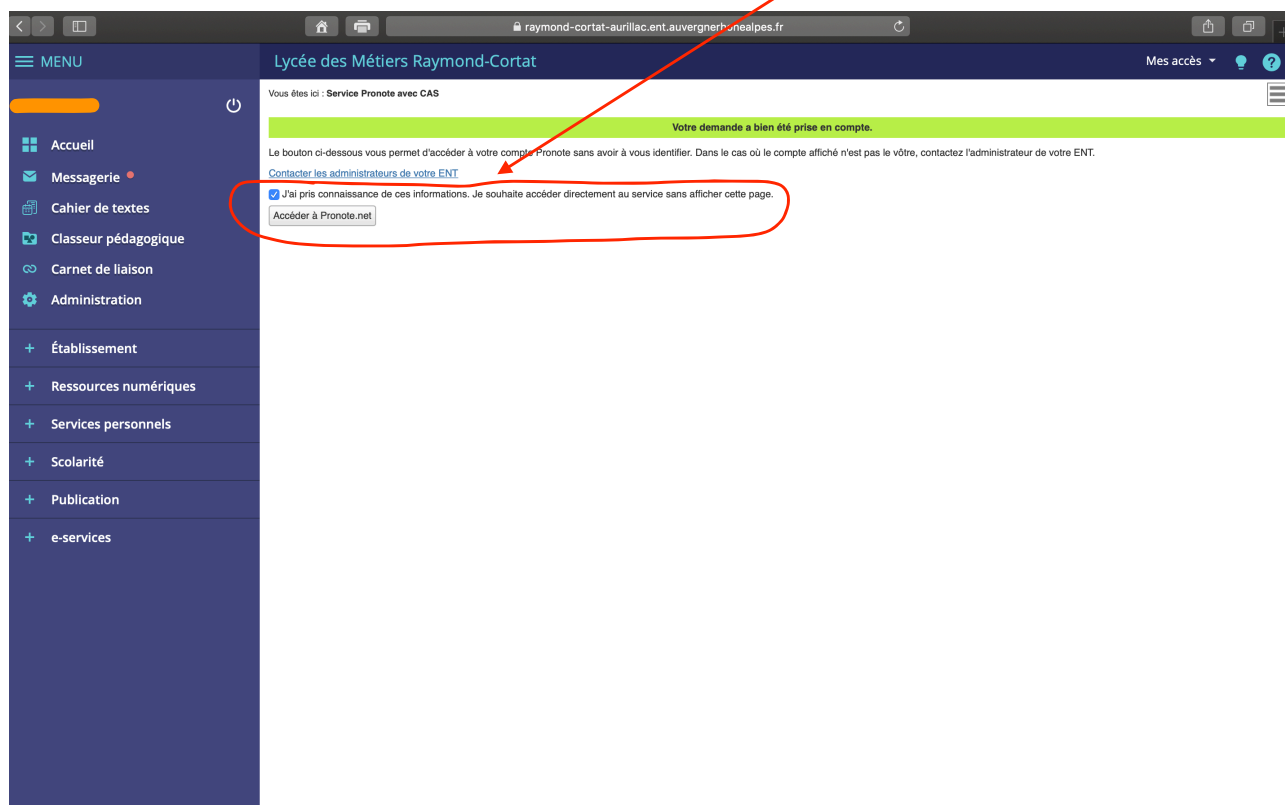 raymond-cortat-aurillac.ent.auvergnerhonealpes.fr
MENU
Lycée des Métiers Raymond-Cortat
Mes accès
?
Vous êtes ici : Service Pronote avec CAS
Votre demande a bien été prise en compte.
Le bouton ci-dessous vous permet d'accéder à votre compte Pronote sans avoir à vous identifier. Dans le cas où le compte affiché n'est pas le vôtre, contactez l'administrateur de votre ENT.
Contacter les administrateurs de votre ENT
J'ai pris connaissance de ces informations. Je souhaite accéder directement au service sans afficher cette page.
Accéder à Pronote.net
Accueil
Messagerie
Cahier de textes
Classeur pédagogique
Carnet de liaison
Administration
+ Établissement
+ Ressources numériques
+ Services personnels
+ Scolarité
+ Publication
+ e-services